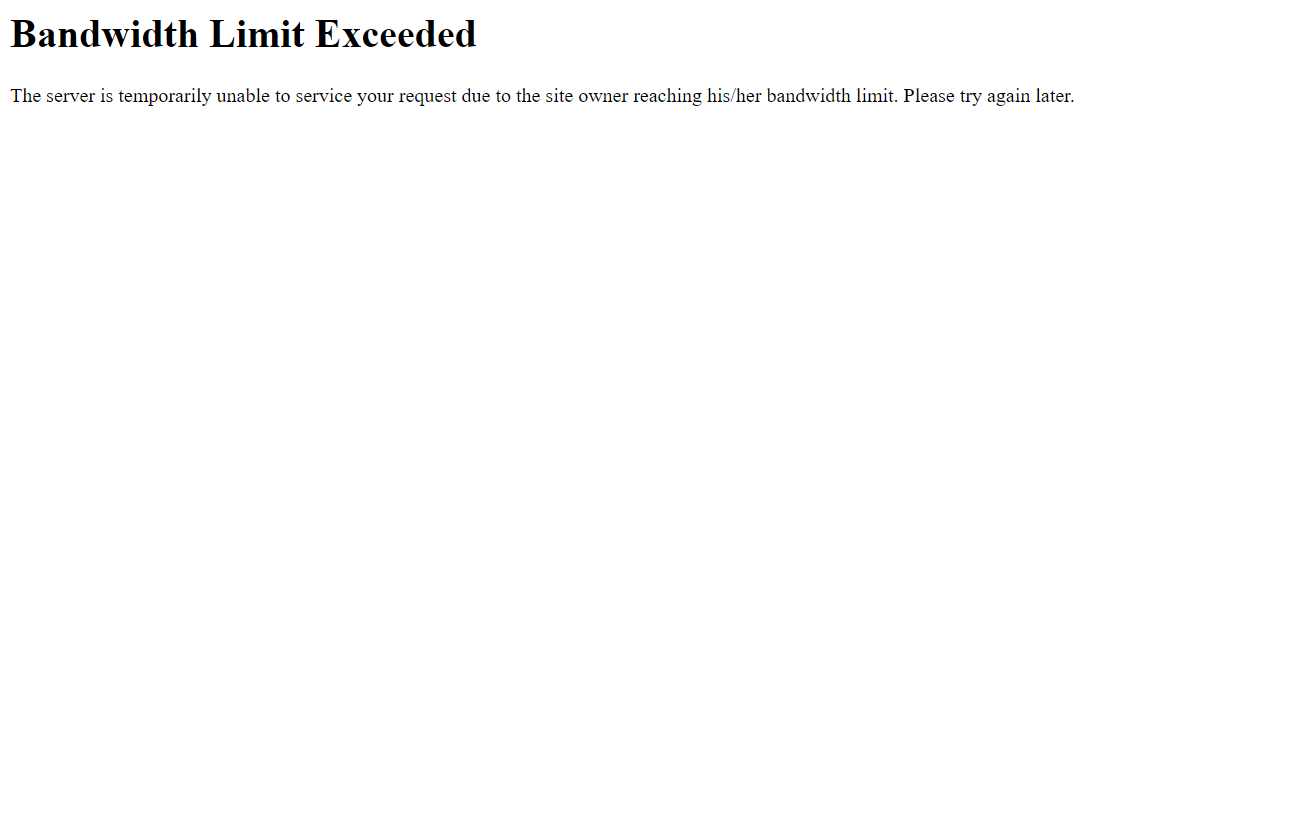 Bandwidth Limit Exceeded
The server is temporarily unable to service your request due to the site owner reaching his/her bandwidth limit. Please try again later.